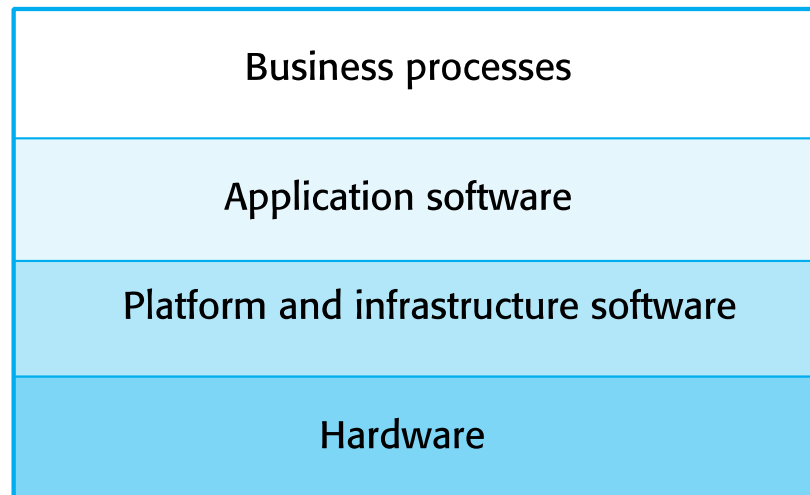 Business processes
Application software
Platform and infrastructure software
Hardware